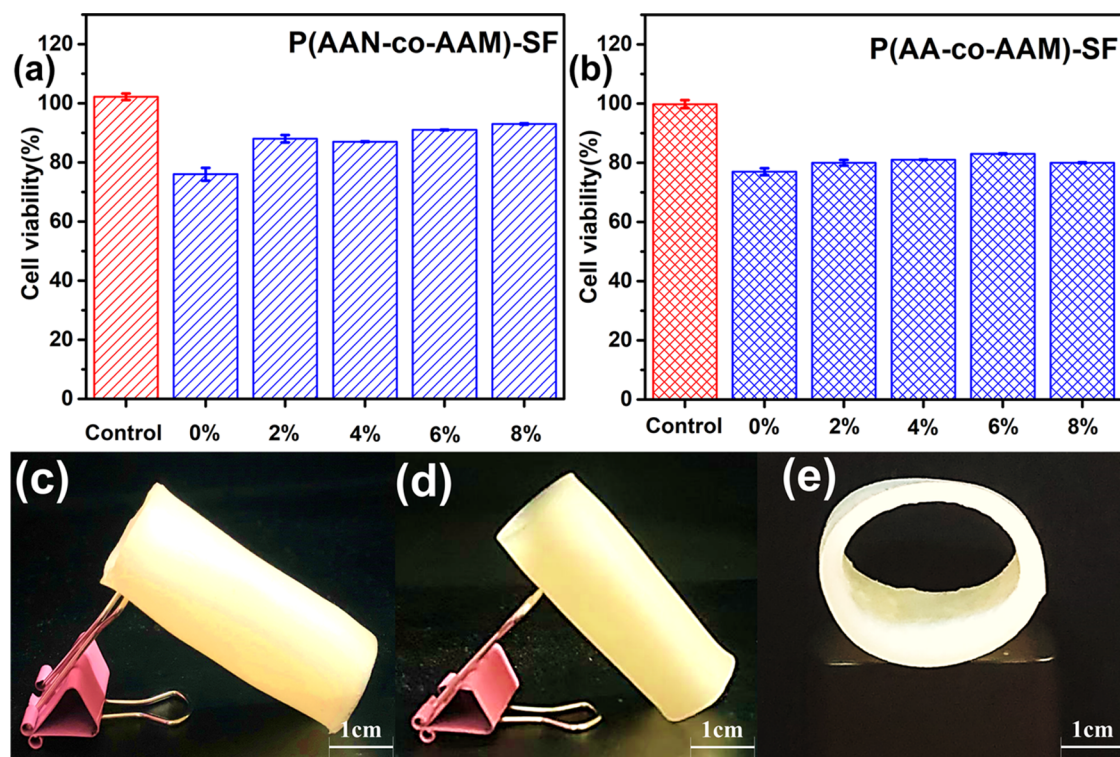 (a)
P(AAN-co-AAM)-SF
Cell viability(%)
120
100
80
60
40
20
0
Control 0% 2% 4% 6% 8%
(b)
P(AA-co-AAM)-SF
Cell viability(%)
120
100
80
60
40
20
0
Control 0% 2% 4% 6% 8%
(c)
1cm
(d)
1cm
(e)
1cm